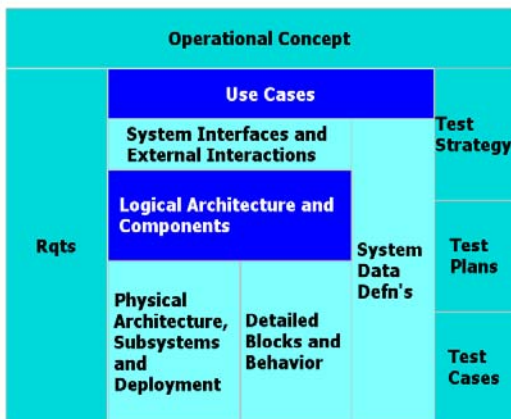 Operational Concept
Use Cases
System Interfaces and
External Interactions
Test
Strategy
Logical Architecture and
Components
Rqts
System
Data
Defn's
Test
Plans
Physical
Architecture,
Subsystems
and
Deployment
Detailed
Blocks and
Behavior
Test
Cases